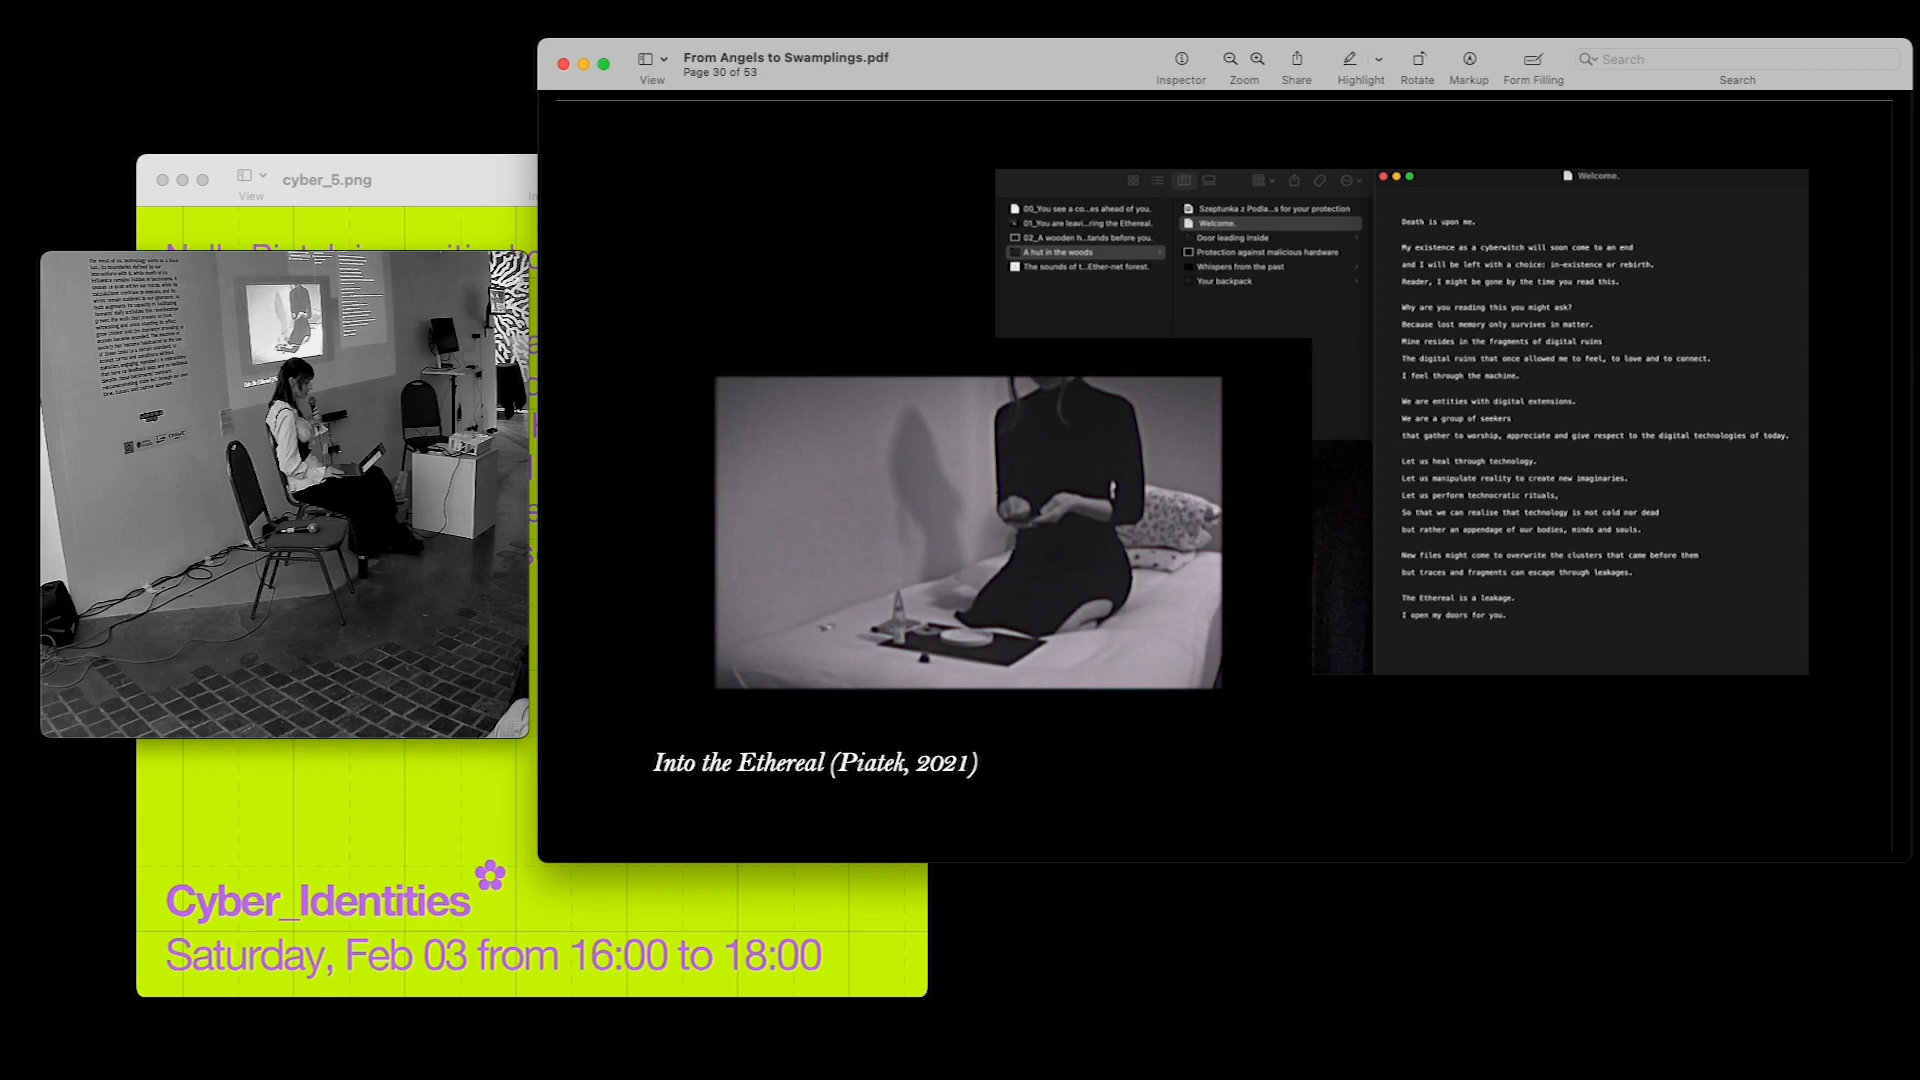 From Angels to Swamplings.pdf
Page 30 of 53
View
Inspector
Zoom
Share
Highlight
Rotate
Markup
Form Filling
Search
Search
cyber_5.png
View
00_You see a co...es ahead of you.
01_You are leavi...ring the Ethereal.
02_A wooden h...tands before you.
A hut in the woods
The sounds of t...Ether-net forest.
Szeptunka z Podla...s for your protection
Welcome.
Door leading inside
Protection against malicious hardware
Whispers from the past
Your backpack
Welcome.
Death is upon me.
My existence as a cyberwitch will soon come to an end
and I will be left with a choice: in-existence or rebirth.
Reader, I might be gone by the time you read this.
Why are you reading this you might ask?
Because lost memory only survives in matter.
Mine resides in the fragments of digital ruins
The digital ruins that once allowed me to feel, to love and to connect.
I feel through the machine.
We are entities with digital extensions.
We are a group of seekers
that gather to worship, appreciate and give respect to the digital technologies of today.
Let us heal through technology.
Let us manipulate reality to create new imaginaries.
Let us perform technocratic rituals,
So that we can realise that technology is not cold nor dead
but rather an appendage of our bodies, minds and souls.
New files might come to overwrite the clusters that came before them
but traces and fragments can escape through leakages.
The Ethereal is a leakage.
I open my doors for you.
Into the Ethereal (Piatek, 2021)
Cyber_Identities
Saturday, Feb 03 from 16:00 to 18:00